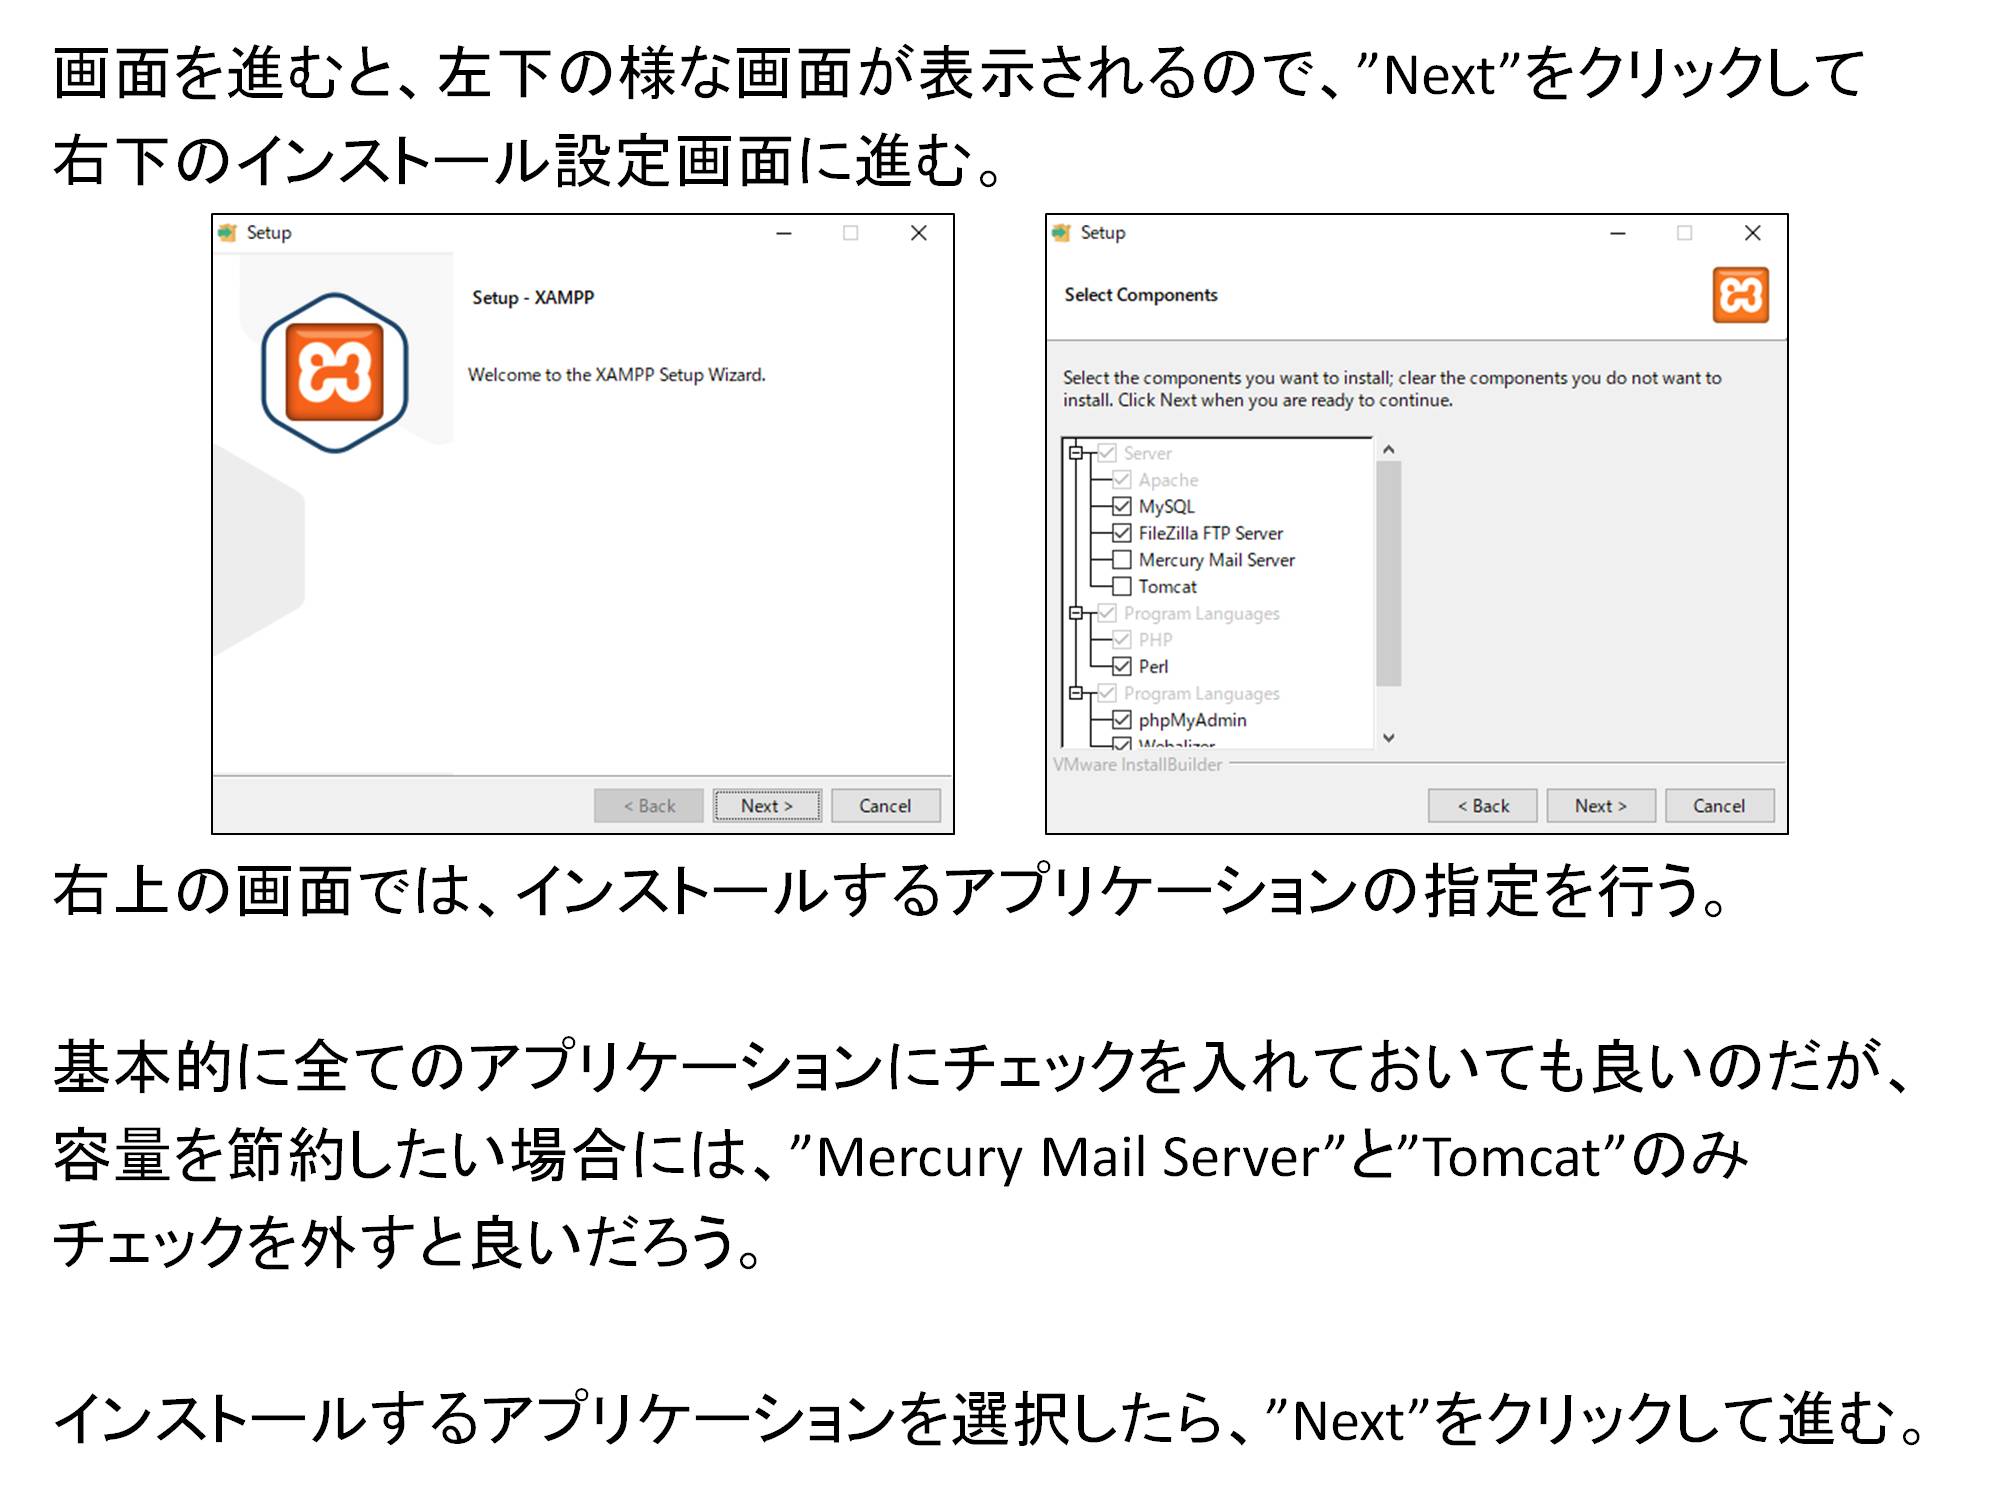 画面を進むと、左下の様な画面が表示されるので、”Next”をクリックして
右下のインストール設定画面に進む。
Setup
Setup - XAMPP
Welcome to the XAMPP Setup Wizard.
< Back
Next >
Cancel
Setup
Select Components
Select the components you want to install; clear the components you do not want to
install. Click Next when you are ready to continue.
Server
Apache
MySQL
FileZilla FTP Server
Mercury Mail Server
Tomcat
Program Languages
PHP
Perl
Program Languages
phpMyAdmin
Webalizer
VMware InstallBuilder
< Back
Next >
Cancel
右上の画面では、インストールするアプリケーションの指定を行う。
基本的に全てのアプリケーションにチェックを入れておいても良いのだが、
容量を節約したい場合には、”Mercury Mail Server”と”Tomcat”のみ
チェックを外すと良いだろう。
インストールするアプリケーションを選択したら、”Next”をクリックして進む。